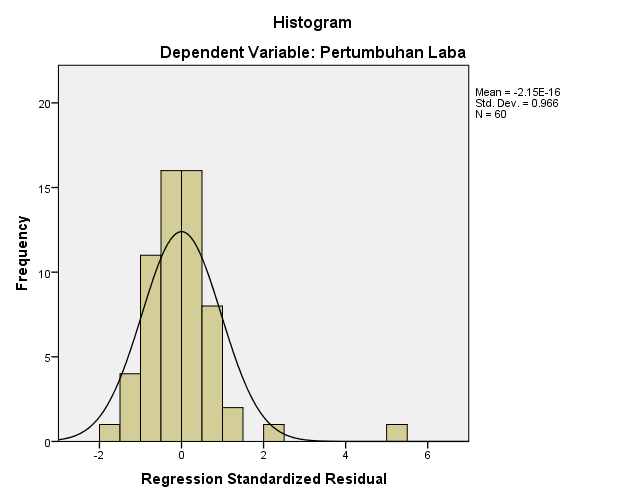 Histogram
Dependent Variable: Pertumbuhan Laba
Mean = -2.15E-16
Std. Dev. = 0.966
N = 60
Frequency
20
15
10
5
0
-2 0 2 4 6
Regression Standardized Residual